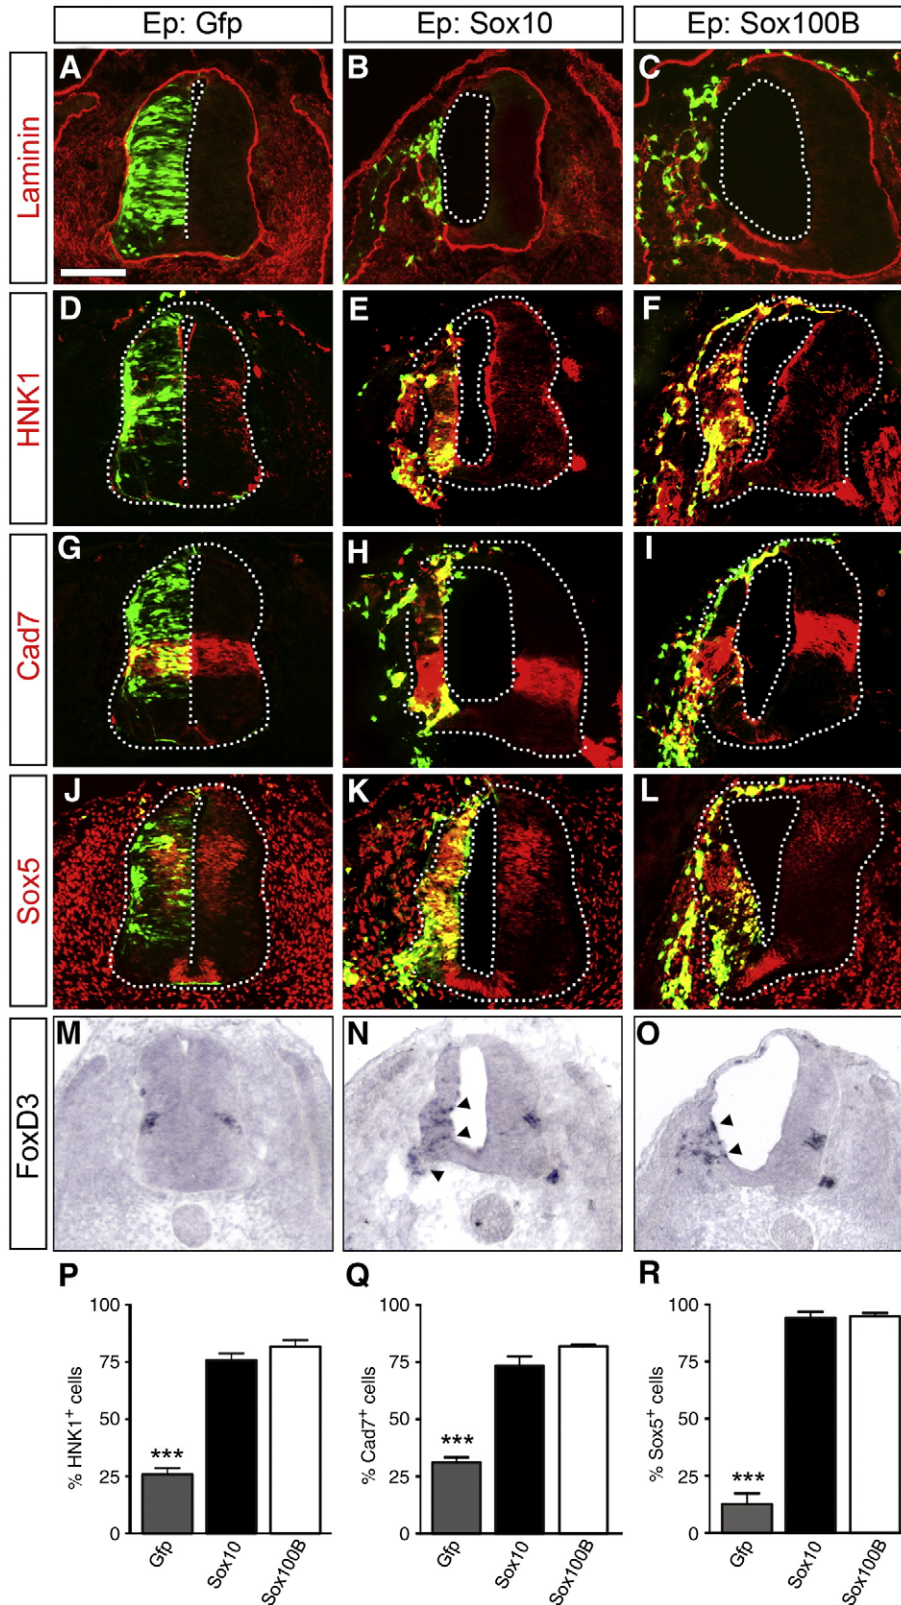 Ep: Gfp
Ep: Sox10
Ep: Sox100B
Laminin
A
B
C
HNK1
D
E
F
Cad7
G
H
I
Sox5
J
K
L
FoxD3
M
N
O
P
Q
R
% HNK1+ cells
100
75
50
25
0
***
Gfp
Sox10
Sox100B
% Cad7+ cells
100
75
50
25
0
***
Gfp
Sox10
Sox100B
% Sox5+ cells
100
75
50
25
0
***
Gfp
Sox10
Sox100B